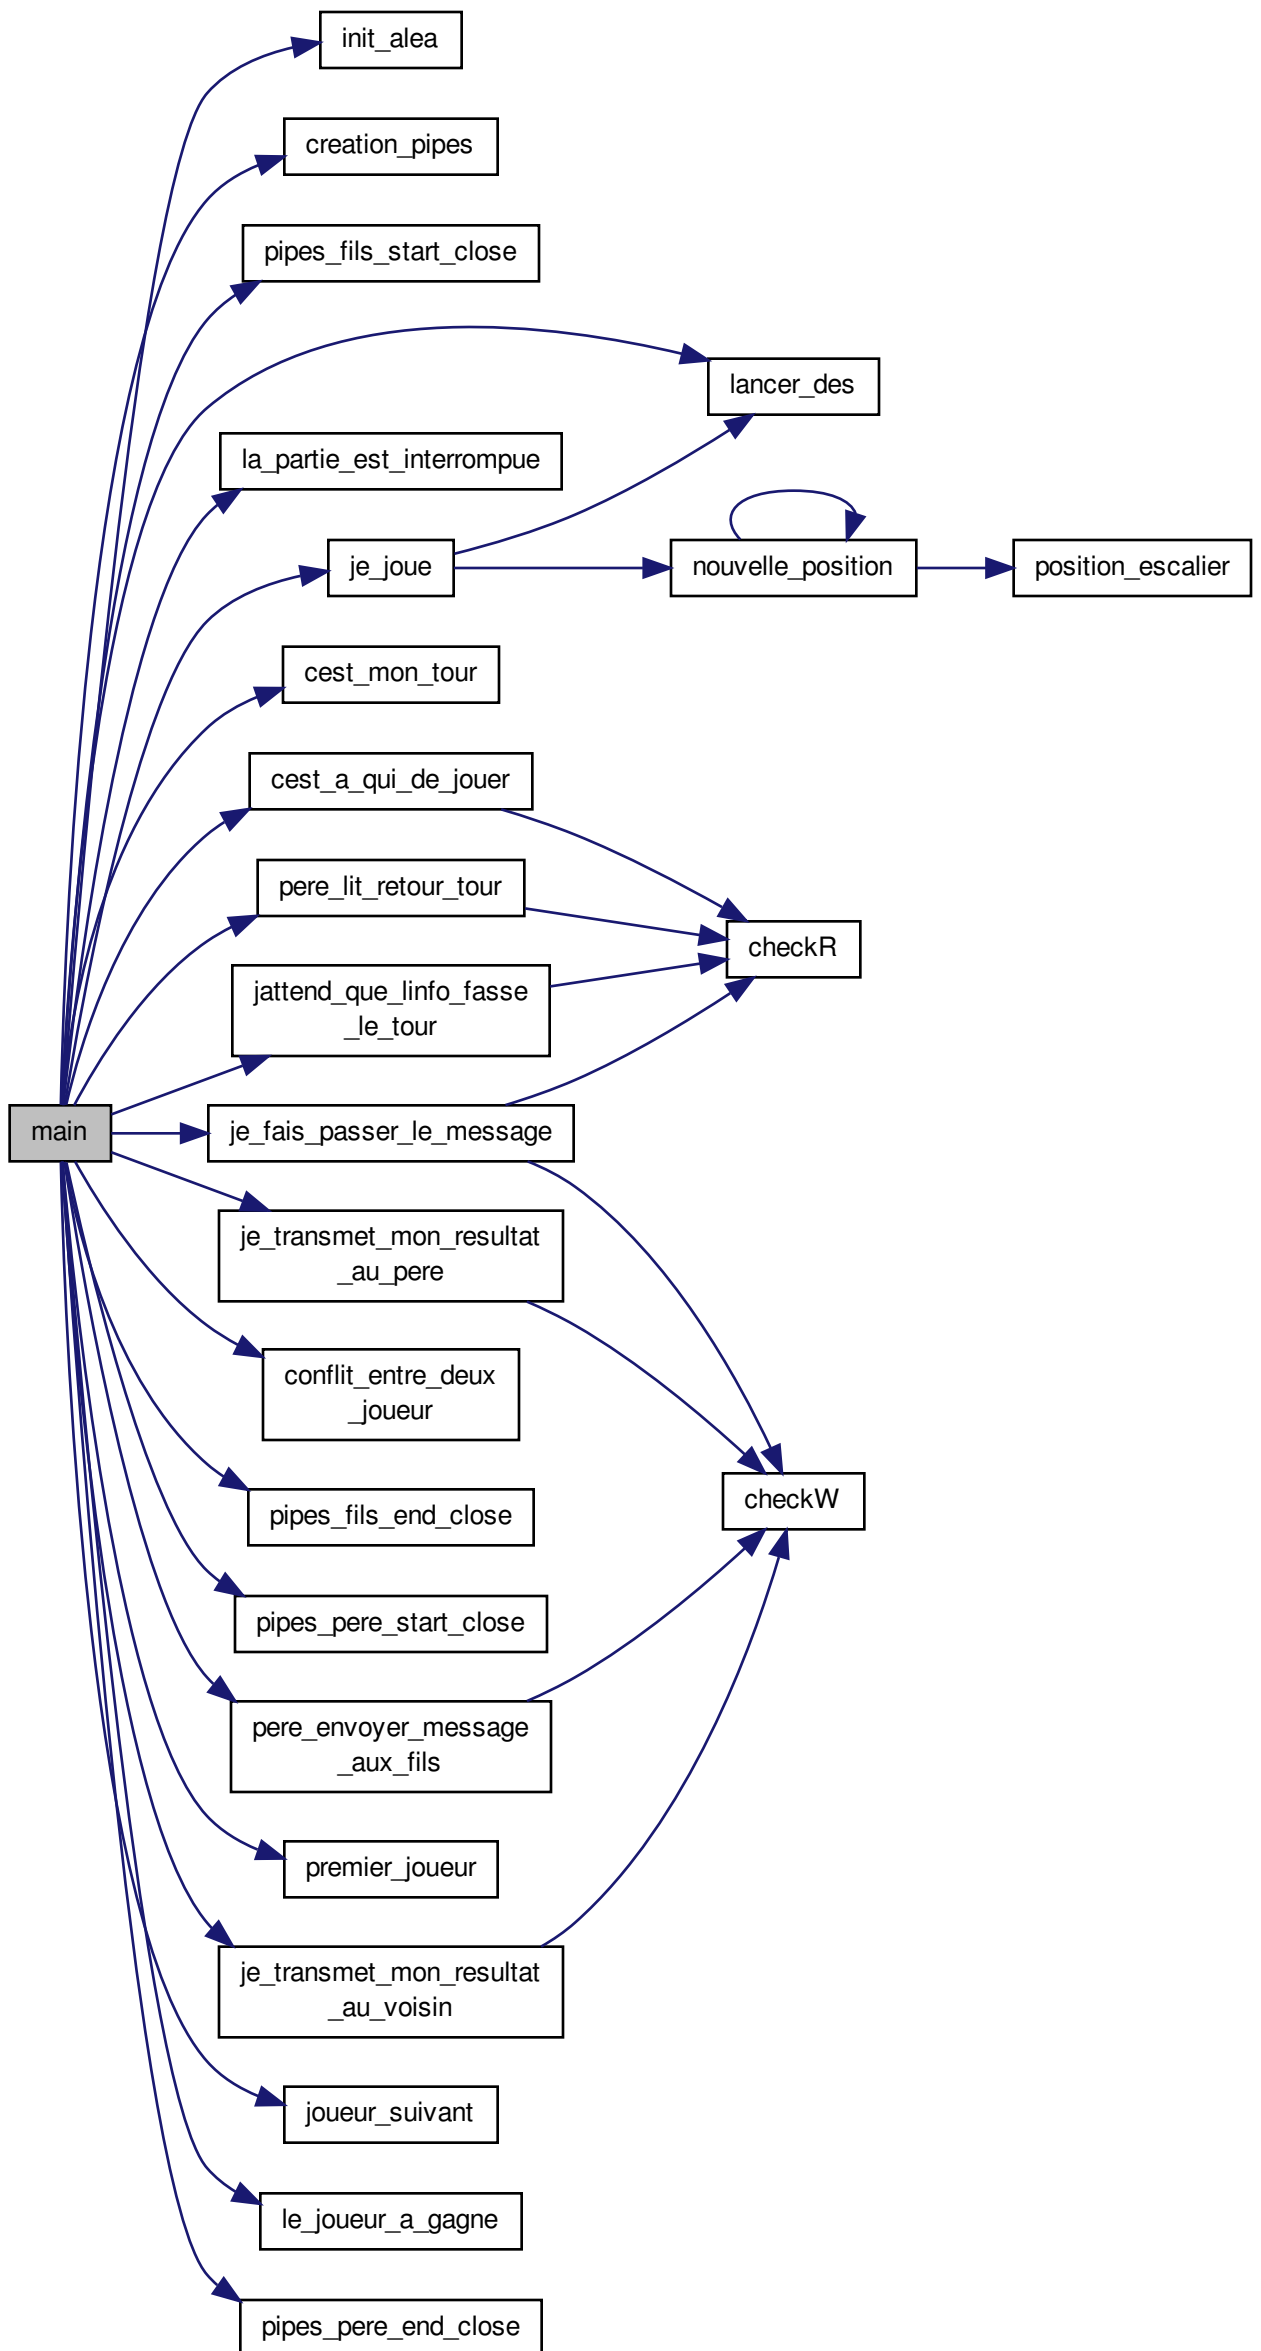 init_alea
creation_pipes
pipes_fils_start_close
lancer_des
la_partie_est_interrompue
je_joue
nouvelle_position
position_escalier
cest_mon_tour
cest_a_qui_de_jouer
pere_lit_retour_tour
checkR
jattend_que_linfo_fasse
_le_tour
main
je_fais_passer_le_message
je_transmet_mon_resultat
_au_pere
conflit_entre_deux
_joueur
checkW
pipes_fils_end_close
pipes_pere_start_close
pere_envoyer_message
_aux_fils
premier_joueur
je_transmet_mon_resultat
_au_voisin
joueur_suivant
le_joueur_a_gagne
pipes_pere_end_close